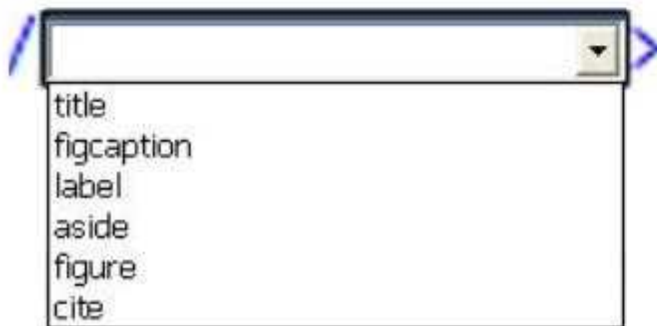 / >
title
figcaption
label
aside
figure
cite